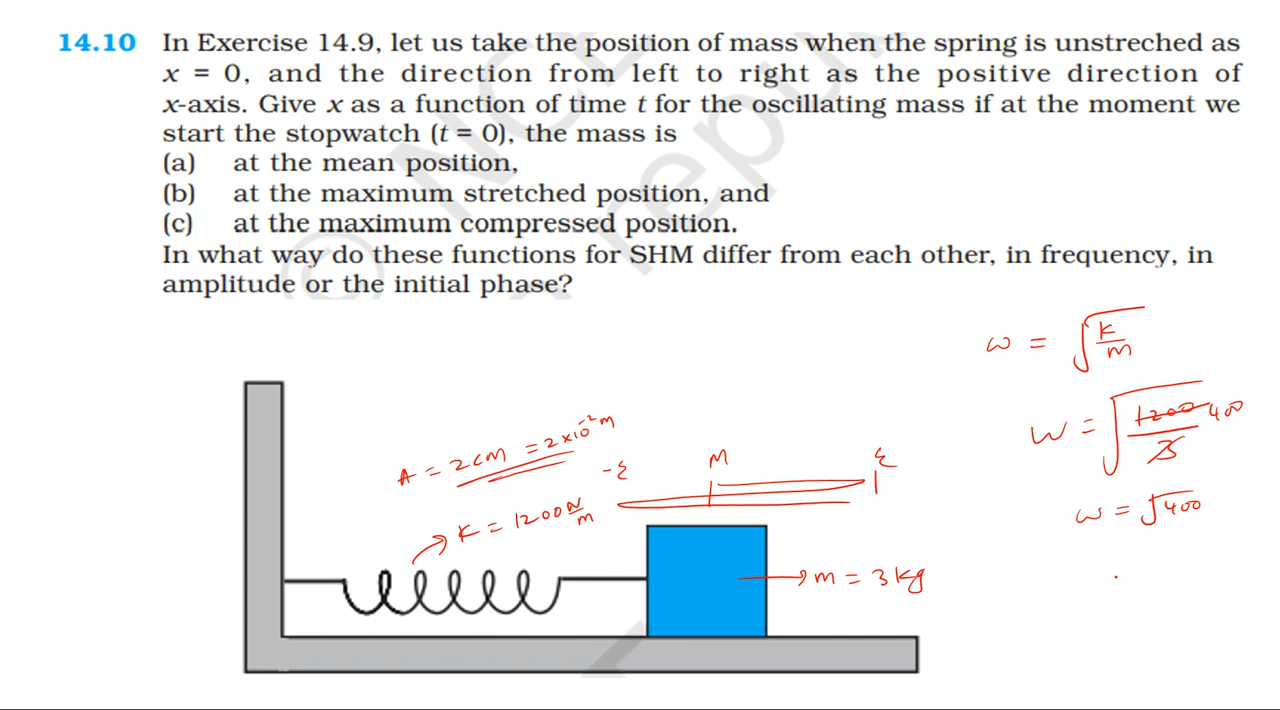 14.10 In Exercise 14.9, let us take the position of mass when the spring is unstreched as
x = 0, and the direction from left to right as the positive direction of
x-axis. Give x as a function of time t for the oscillating mass if at the moment we
start the stopwatch (t = 0), the mass is
(a) at the mean position,
(b) at the maximum stretched position, and
(c) at the maximum compressed position.
In what way do these functions for SHM differ from each other, in frequency, in
amplitude or the initial phase?
ω = √(K/m)
A = 2cm = 2×10⁻²m
ω = √(1200/3) 400
-ε M ε
K = 1200 N/m
ω = √400
m = 3kg